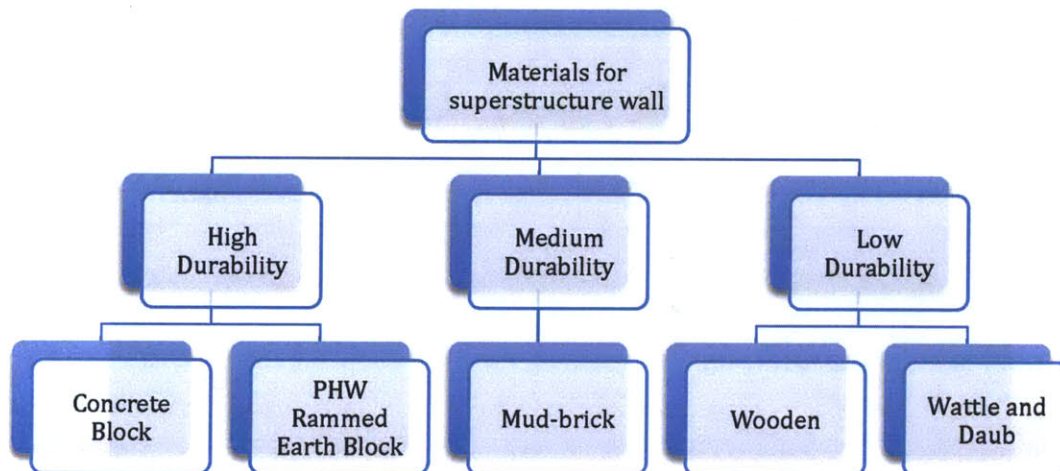 Materials for
superstructure wall
High
Durability
Medium
Durability
Low
Durability
Concrete
Block
PHW
Rammed
Earth Block
Mud-brick
Wooden
Wattle and
Daub